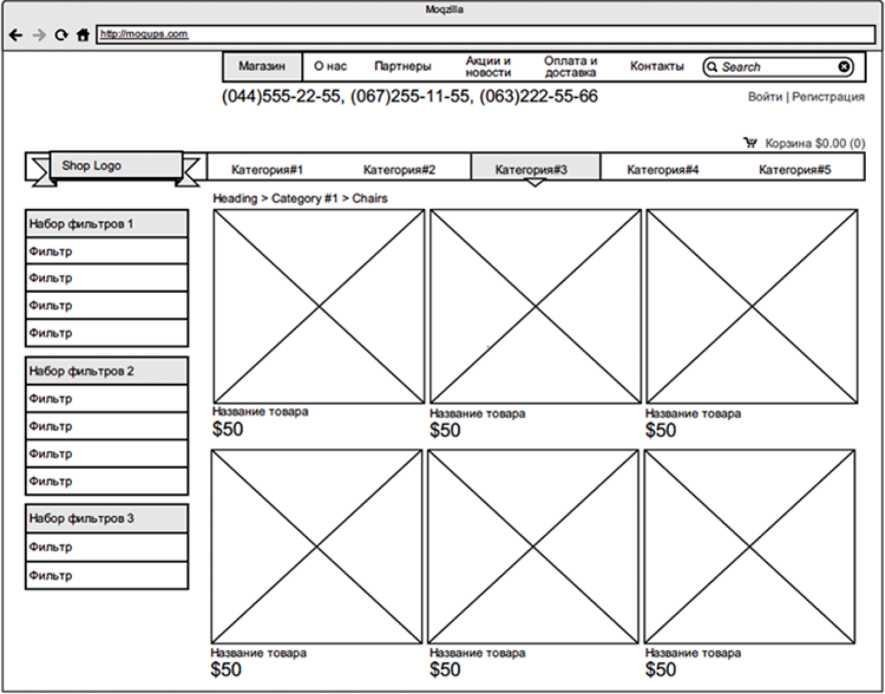 Moqzilla
http://moqups.com
Магазин О нас Партнеры Акции и новости Оплата и доставка Контакты Search
(044)555-22-55, (067)255-11-55, (063)222-55-66
Войти | Регистрация
Корзина $0.00 (0)
Shop Logo Категория#1 Категория#2 Категория#3 Категория#4 Категория#5
Heading > Category #1 > Chairs
Набор фильтров 1
Фильтр
Фильтр
Фильтр
Фильтр
Набор фильтров 2
Фильтр
Фильтр
Фильтр
Фильтр
Набор фильтров 3
Фильтр
Фильтр
Название товара Название товара Название товара
$50 $50 $50
Название товара Название товара Название товара
$50 $50 $50